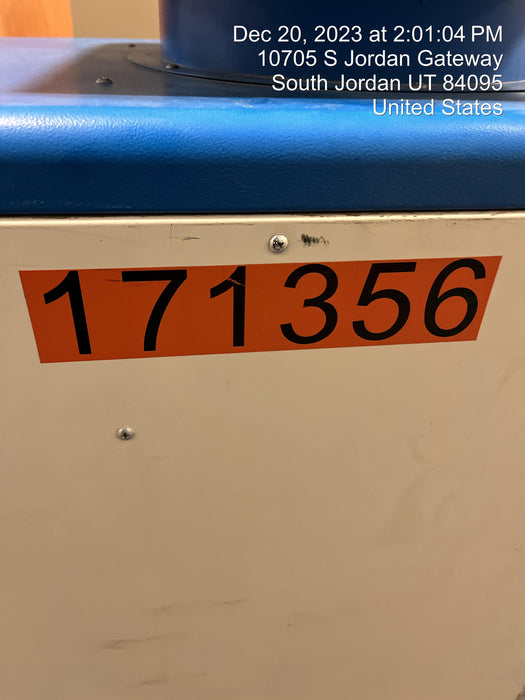 Dec 20, 2023 at 2:01:04 PM
10705 S Jordan Gateway
South Jordan UT 84095
United States
171356